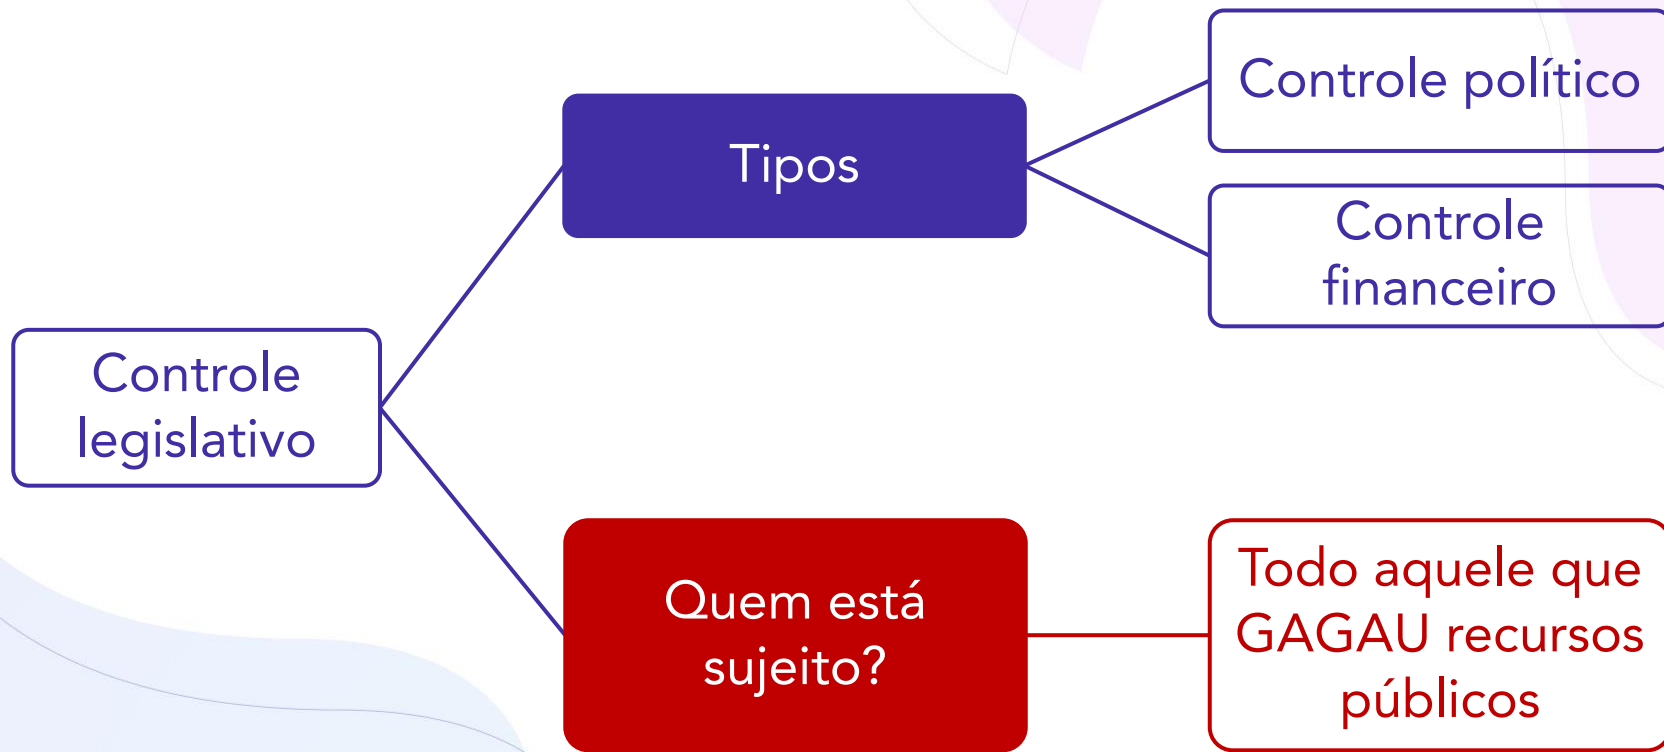 Controle
legislativo
Tipos
Controle político
Controle
financeiro
Quem está
sujeito?
Todo aquele que
GAGAU recursos
públicos